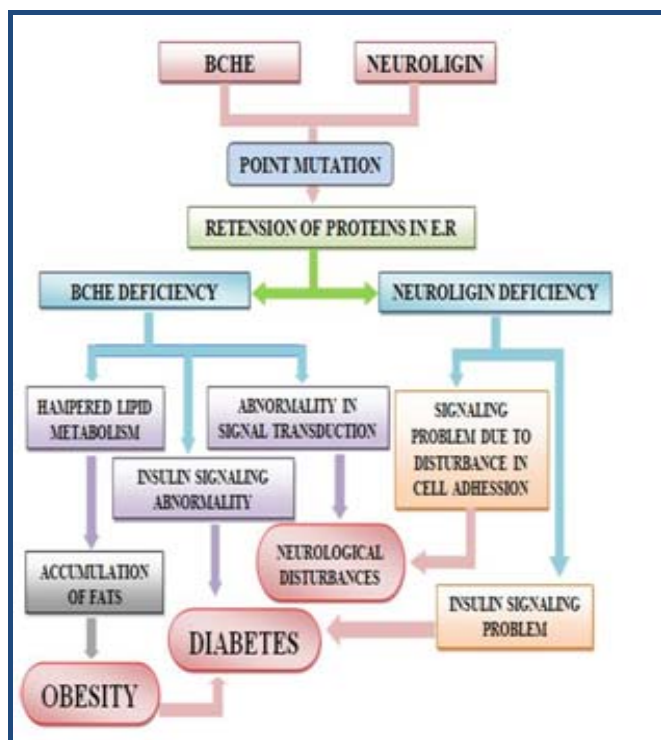 BCHE
NEUROLIGIN
POINT MUTATION
RETENSION OF PROTEINS IN E.R
BCHE DEFICIENCY
NEUROLIGIN DEFICIENCY
HAMPERED LIPID
METABOLISM
ABNORMALITY IN
SIGNAL TRANSDUCTION
SIGNALING
PROBLEM DUE TO
DISTURBANCE IN
CELL ADHESSION
INSULIN SIGNALING
ABNORMALITY
NEUROLOGICAL
DISTURBANCES
ACCUMULATION
OF FATS
INSULIN SIGNALING
PROBLEM
DIABETES
OBESITY